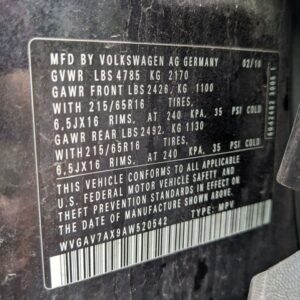 MFD. BY VOLKSWAGEN AG GERMANY 02/10
GVWR LBS 4785 KG 2170
GAWR FRONT LBS 2426, KG 1100
WITH 215/65R16 TIRES,
6.5JX16 RIMS, AT 240 KPA, 35 PSI COLD
GAWR REAR LBS 2492, KG 1130
WITH 215/65R16 TIRES,
6.5JX16 RIMS, AT 240 KPA, 35 PSI COLD
THIS VEHICLE CONFORMS TO ALL APPLICABLE
U.S. FEDERAL MOTOR VEHICLE SAFETY AND
THEFT PREVENTION STANDARDS IN EFFECT ON
THE DATE OF MANUFACTURE SHOWN ABOVE.
WVGAV7AX9AW520542 TYPE: MPV